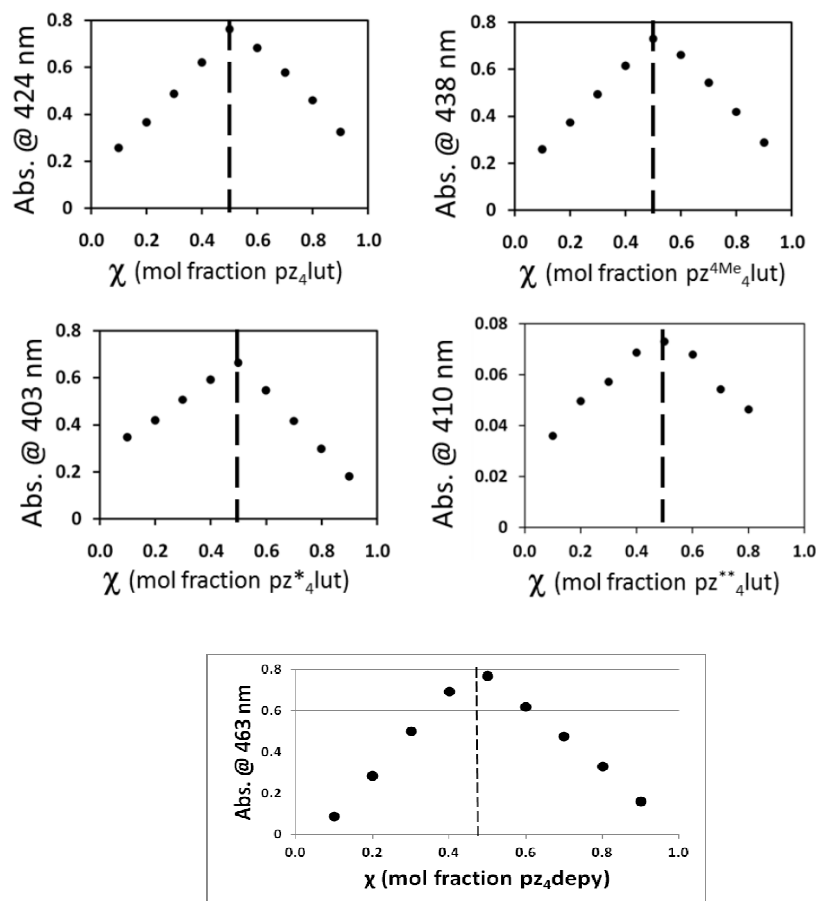 Abs. @ 424 nm
0.8
0.6
0.4
0.2
0
0.0 0.2 0.4 0.6 0.8 1.0
χ (mol fraction pz₄lut)
Abs. @ 438 nm
0.8
0.6
0.4
0.2
0
0.0 0.2 0.4 0.6 0.8 1.0
χ (mol fraction pz⁴ᴹᵉ₄lut)
Abs. @ 403 nm
0.8
0.6
0.4
0.2
0
0.0 0.2 0.4 0.6 0.8 1.0
χ (mol fraction pz*₄lut)
Abs. @ 410 nm
0.08
0.06
0.04
0.02
0
0.0 0.2 0.4 0.6 0.8 1.0
χ (mol fraction pz**₄lut)
Abs. @ 463 nm
0.8
0.6
0.4
0.2
0
0.0 0.2 0.4 0.6 0.8 1.0
χ (mol fraction pz₄depy)